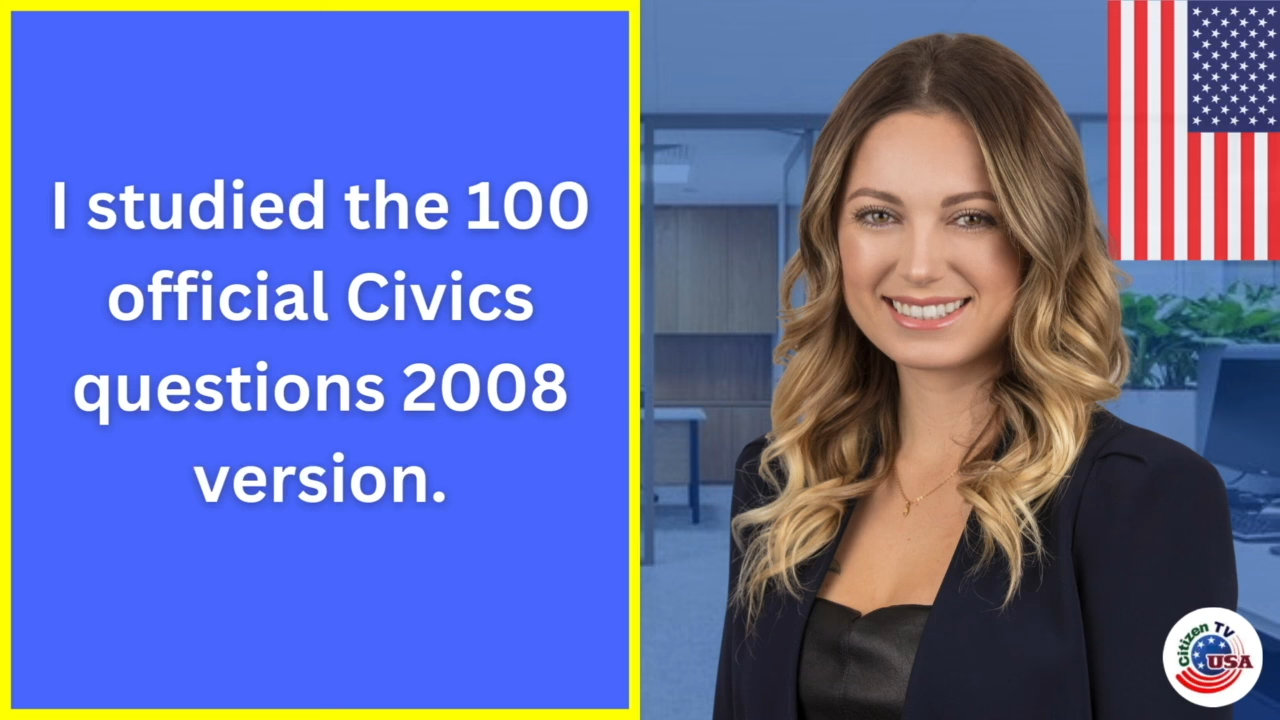 I studied the 100
official Civics
questions 2008
version.
Citizen TV
USA